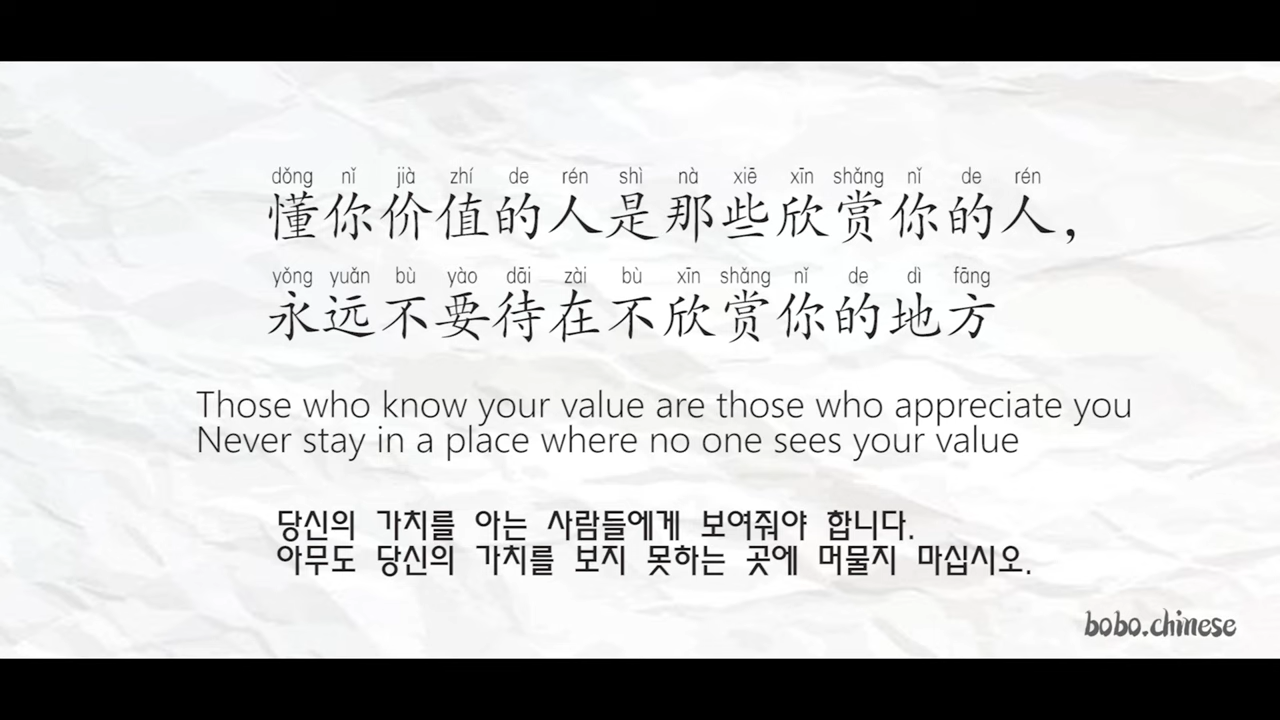 dǒng nǐ jià zhí de rén shì nà xiē xīn shǎng nǐ de rén
懂你价值的人是那些欣赏你的人,
yǒng yuǎn bù yào dāi zài bù xīn shǎng nǐ de dì fāng
永远不要待在不欣赏你的地方
Those who know your value are those who appreciate you
Never stay in a place where no one sees your value
당신의 가치를 아는 사람들에게 보여줘야 합니다.
아무도 당신의 가치를 보지 못하는 곳에 머물지 마십시오.
bobo.chinese